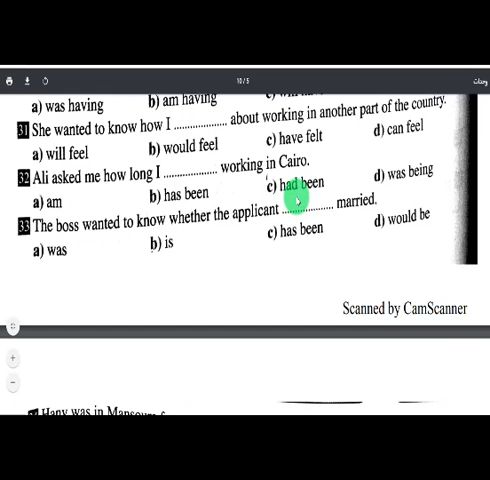 10/5
a) was having b) am having
31 She wanted to know how I .................. about working in another part of the country.
a) will feel b) would feel c) have felt d) can feel
32 Ali asked me how long I .................. working in Cairo.
a) am b) has been c) had been d) was being
33 The boss wanted to know whether the applicant .................. married.
a) was b) is c) has been d) would be
Scanned by CamScanner
Hany was in